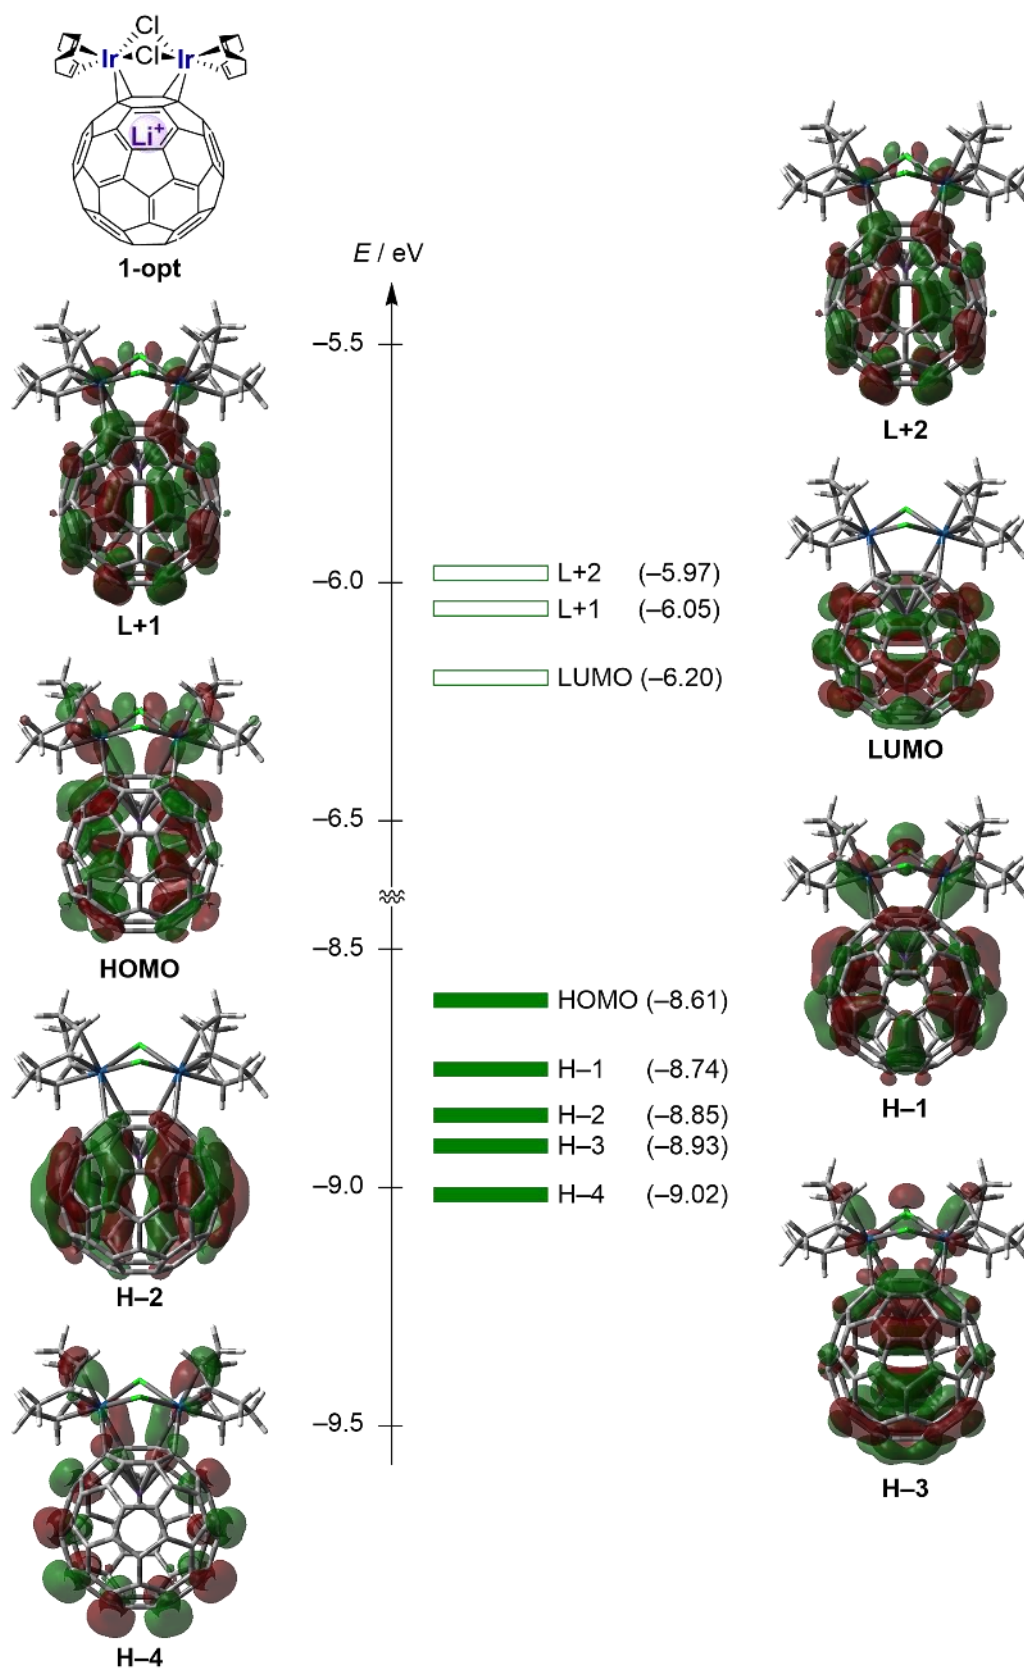 Cl
Ir Cl Ir
Li+
1-opt
E / eV
–5.5
L+2
L+1
–6.0
L+2 (–5.97)
L+1 (–6.05)
LUMO (–6.20)
LUMO
–6.5
HOMO
–8.5
HOMO (–8.61)
H–1 (–8.74)
H–2 (–8.85)
H–3 (–8.93)
H–4 (–9.02)
H–1
–9.0
H–2
–9.5
H–3
H–4